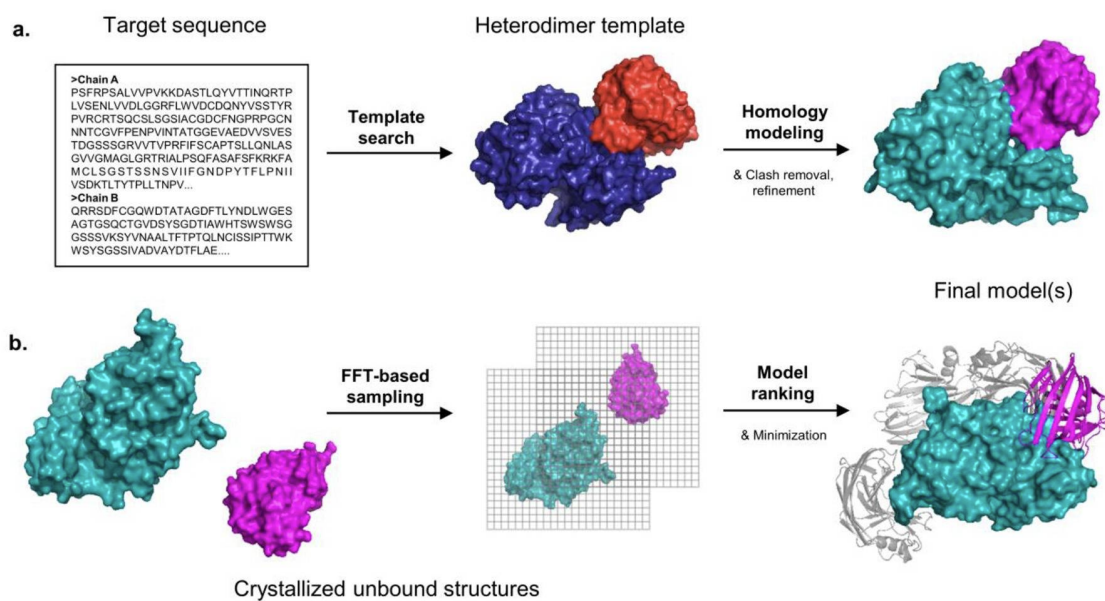 a.
Target sequence
Heterodimer template
>Chain A
PSFRPSALVVPVKKDASTLQYVTTINQRTP
LVSENLVVDLGGRFLWVDCDQNYVSSTYR
PVRCRTSQCSLSGSIACGDCFNGPRPGCN
NNTCGVFPENPVINTATGGEVAEDVVSVES
TDGSSSGRVVTVPRFIFSCAPTSLLQNLAS
GVVGMAGLGRTRIALPSQFASAFSFKRKFA
MCLSGSTSSNSVIIFGNDPYTFLPNII
VSDKTLTYTPLLTNPV...
>Chain B
QRRSDFCGQWDTATAGDFTLYNDLWGES
AGTGSQCTGVDSYSGDTIAWHTSWSWSG
GSSSVKSYVNAALTFTPTQLNCISSIPTTWK
WSYSGSSIVADVAYDTFLAE....
Template
search
Homology
modeling
& Clash removal,
refinement
Final model(s)
b.
FFT-based
sampling
Model
ranking
& Minimization
Crystallized unbound structures